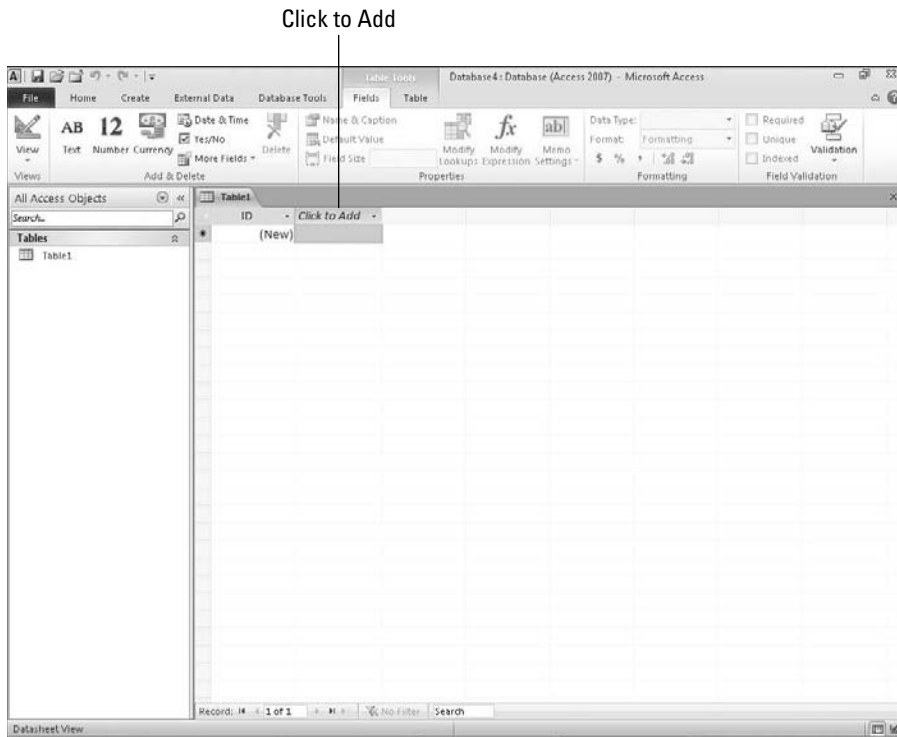 Click to Add
Table Tools
Database4 : Database (Access 2007) - Microsoft Access
File Home Create External Data Database Tools Fields Table
View
AB Text
12 Number
Currency
Date & Time
Yes/No
More Fields
Delete
Name & Caption
Default Value
Field Size
Modify Lookups
fx Modify Expression
ab Memo Settings
Data Type:
Format: Formatting
$ %
Required
Unique
Indexed
Validation
Views Add & Delete Properties Formatting Field Validation
All Access Objects
Search...
Tables
Table1
Table1
ID Click to Add
(New)
Record: 1 of 1 No Filter Search
Datasheet View